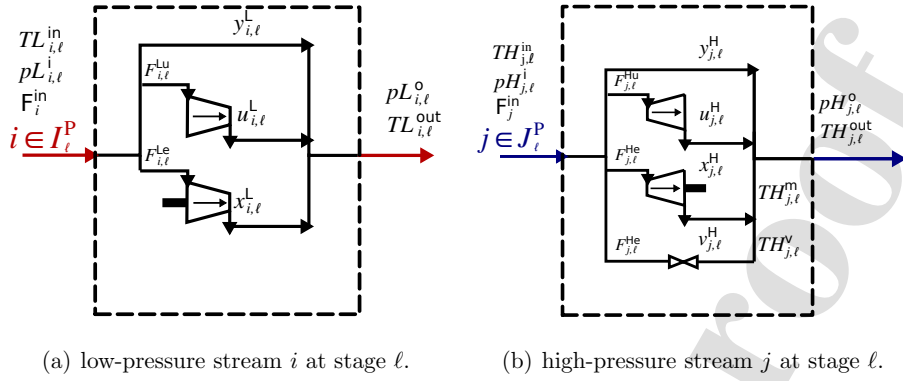 TL^in_{i,ℓ}
pL^i_{i,ℓ}
F^in_i
i ∈ I^P_ℓ
y^L_{i,ℓ}
F^Lu_{i,ℓ}
u^L_{i,ℓ}
F^Le_{i,ℓ}
x^L_{i,ℓ}
pL^o_{i,ℓ}
TL^out_{i,ℓ}
(a) low-pressure stream i at stage ℓ.
TH^in_{j,ℓ}
pH^i_{j,ℓ}
F^in_j
j ∈ J^P_ℓ
y^H_{j,ℓ}
F^Hu_{j,ℓ}
u^H_{j,ℓ}
F^He_{j,ℓ}
x^H_{j,ℓ}
F^He_{j,ℓ}
v^H_{j,ℓ}
TH^m_{j,ℓ}
TH^v_{j,ℓ}
pH^o_{j,ℓ}
TH^out_{j,ℓ}
(b) high-pressure stream j at stage ℓ.
roof